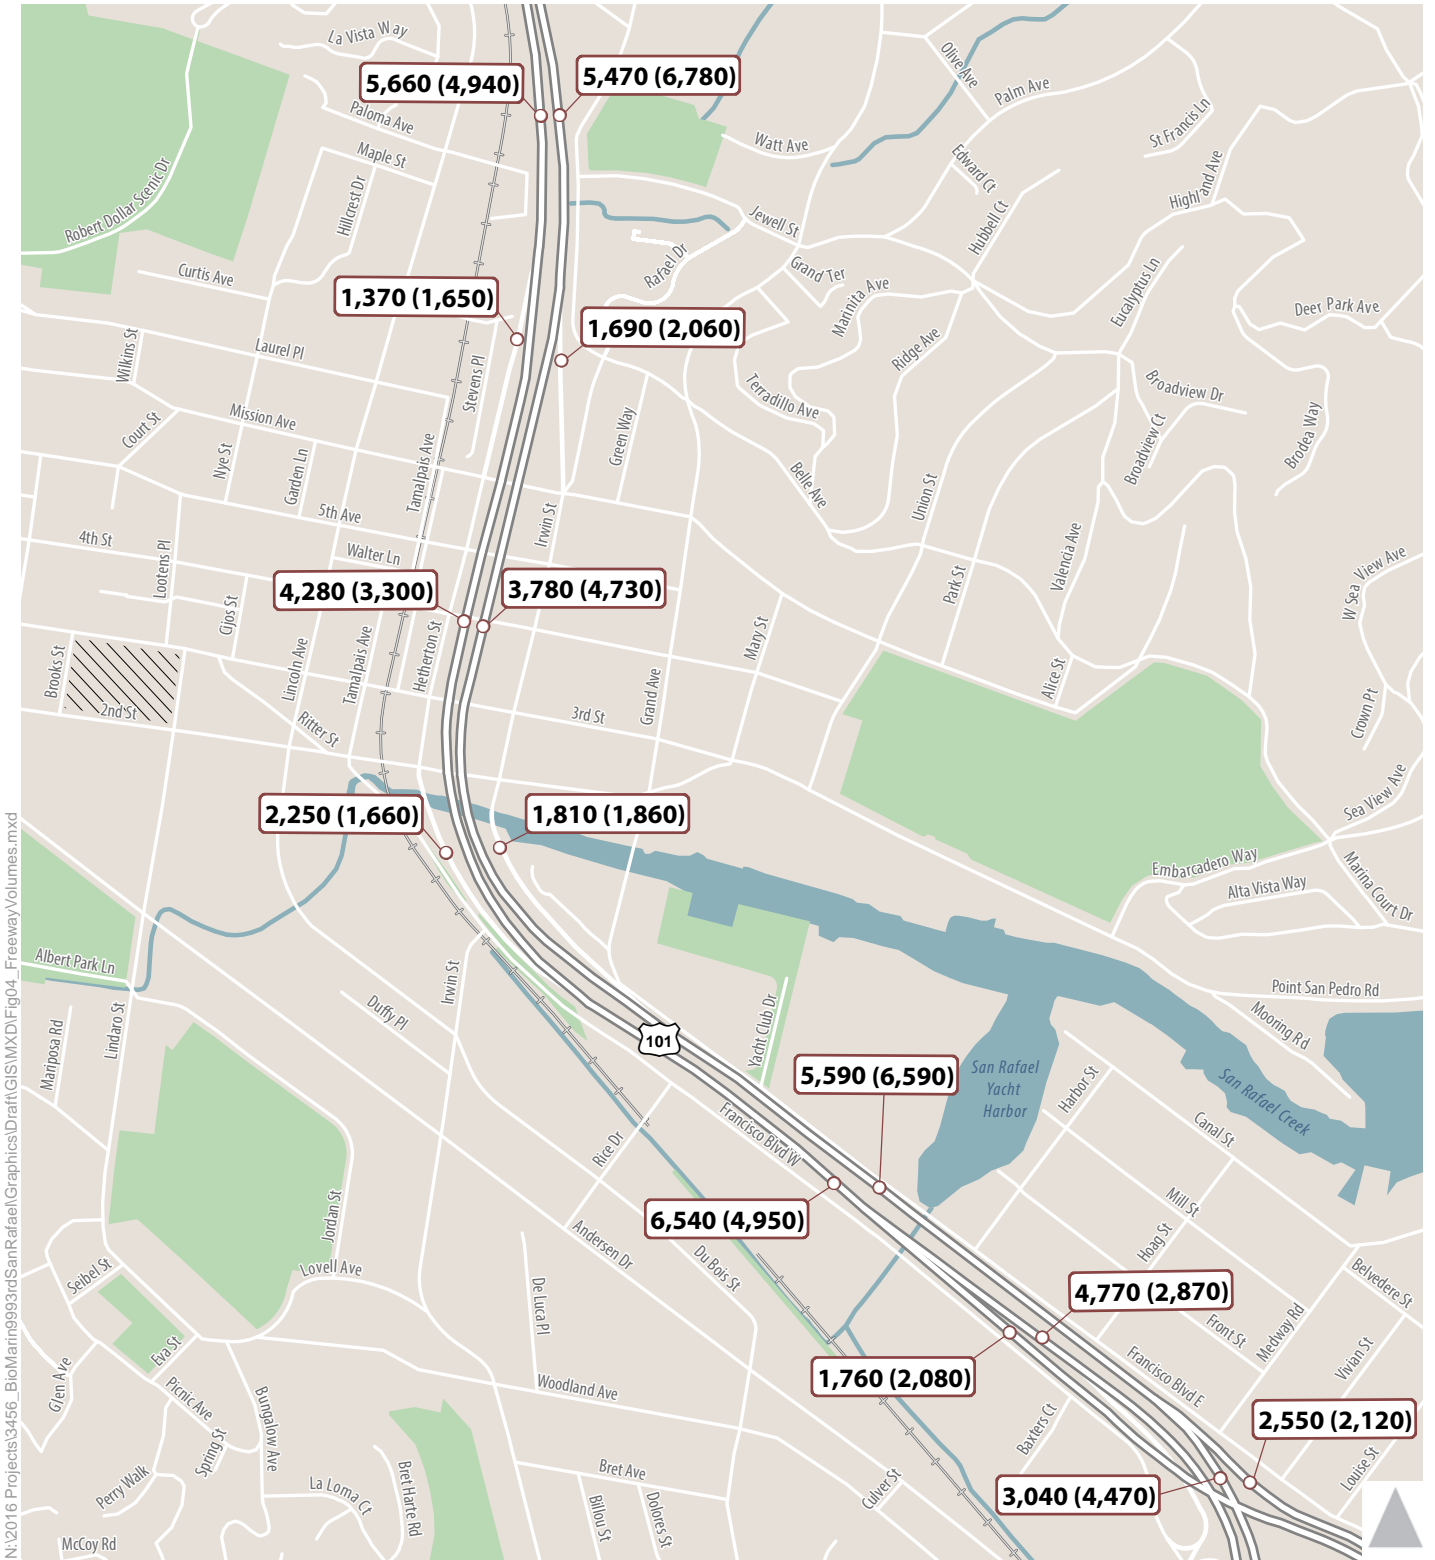 La Vista Way
5,660 (4,940)
5,470 (6,780)
Olive Ave
Palm Ave
Paloma Ave
St Francis Ln
Watt Ave
Maple St
Edward Ct
Highland Ave
Robert Dollar Scenic Dr
Hillcrest Dr
Jewell St
Hubbell Ct
Rafael Dr
Grand Ter
Curtis Ave
Marinita Ave
Eucalyptus Ln
1,370 (1,650)
Deer Park Ave
1,690 (2,060)
Wilkins St
Laurel Pl
Ridge Ave
Stevens Pl
Terradillo Ave
Broadview Dr
Mission Ave
Court St
Green Way
Broadview Ct
Brodea Way
Nye St
Garden Ln
Tamalpais Ave
Belle Ave
Union St
5th Ave
Irwin St
4th St
Walter Ln
Lootens Pl
Valencia Ave
View Ave
W Sea
Park St
4,280 (3,300)
3,780 (4,730)
Cijos St
Mary St
Hetherton St
Brooks St
Lincoln Ave
Tamalpais Ave
Grand Ave
Alice St
2nd St
3rd St
Crown Pt
Ritter St
2,250 (1,660)
1,810 (1,860)
Sea View Ave
Embarcadero Way
Alta Vista Way
Marina Court Dr
Albert Park Ln
Irwin St
Point San Pedro Rd
Duffy Pl
Mooring Rd
Mariposa Rd
Lindaro St
Yacht Club Dr
101
5,590 (6,590)
San Rafael
Yacht
Harbor
Harbor St
San Rafael Creek
Canal St
Francisco Blvd W
Rice Dr
Mill St
6,540 (4,950)
Jordan St
Andersen Dr
Hoag St
Du Bois St
Seibel St
Lovell Ave
Belvedere St
De Luca Pl
4,770 (2,870)
Front St
Medway Rd
Eva St
Vivian St
Glen Ave
1,760 (2,080)
Francisco Blvd E
Picnic Ave
Woodland Ave
Bungalow Ave
Baxters Ct
2,550 (2,120)
Spring St
Bret Ave
Louise St
Perry Walk
La Loma Ct
Bret Harte Rd
Culver St
3,040 (4,470)
Billou St
Dolores St
McCoy Rd
N:\2016 Projects\3456_BioMarin9993rdSanRafael\Graphics\Draft\GIS\MXD\Fig04_FreewayVolumes.mxd